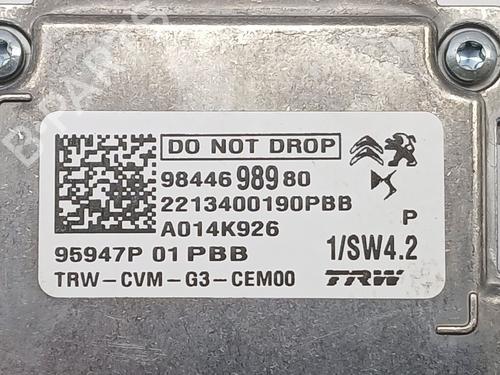 DO NOT DROP
98446 989 80
2213400190PBB
A014K926
P
95947P 01 PBB
1/SW4.2
TRW-CVM-G3-CEM00
TRW
B-PARTS